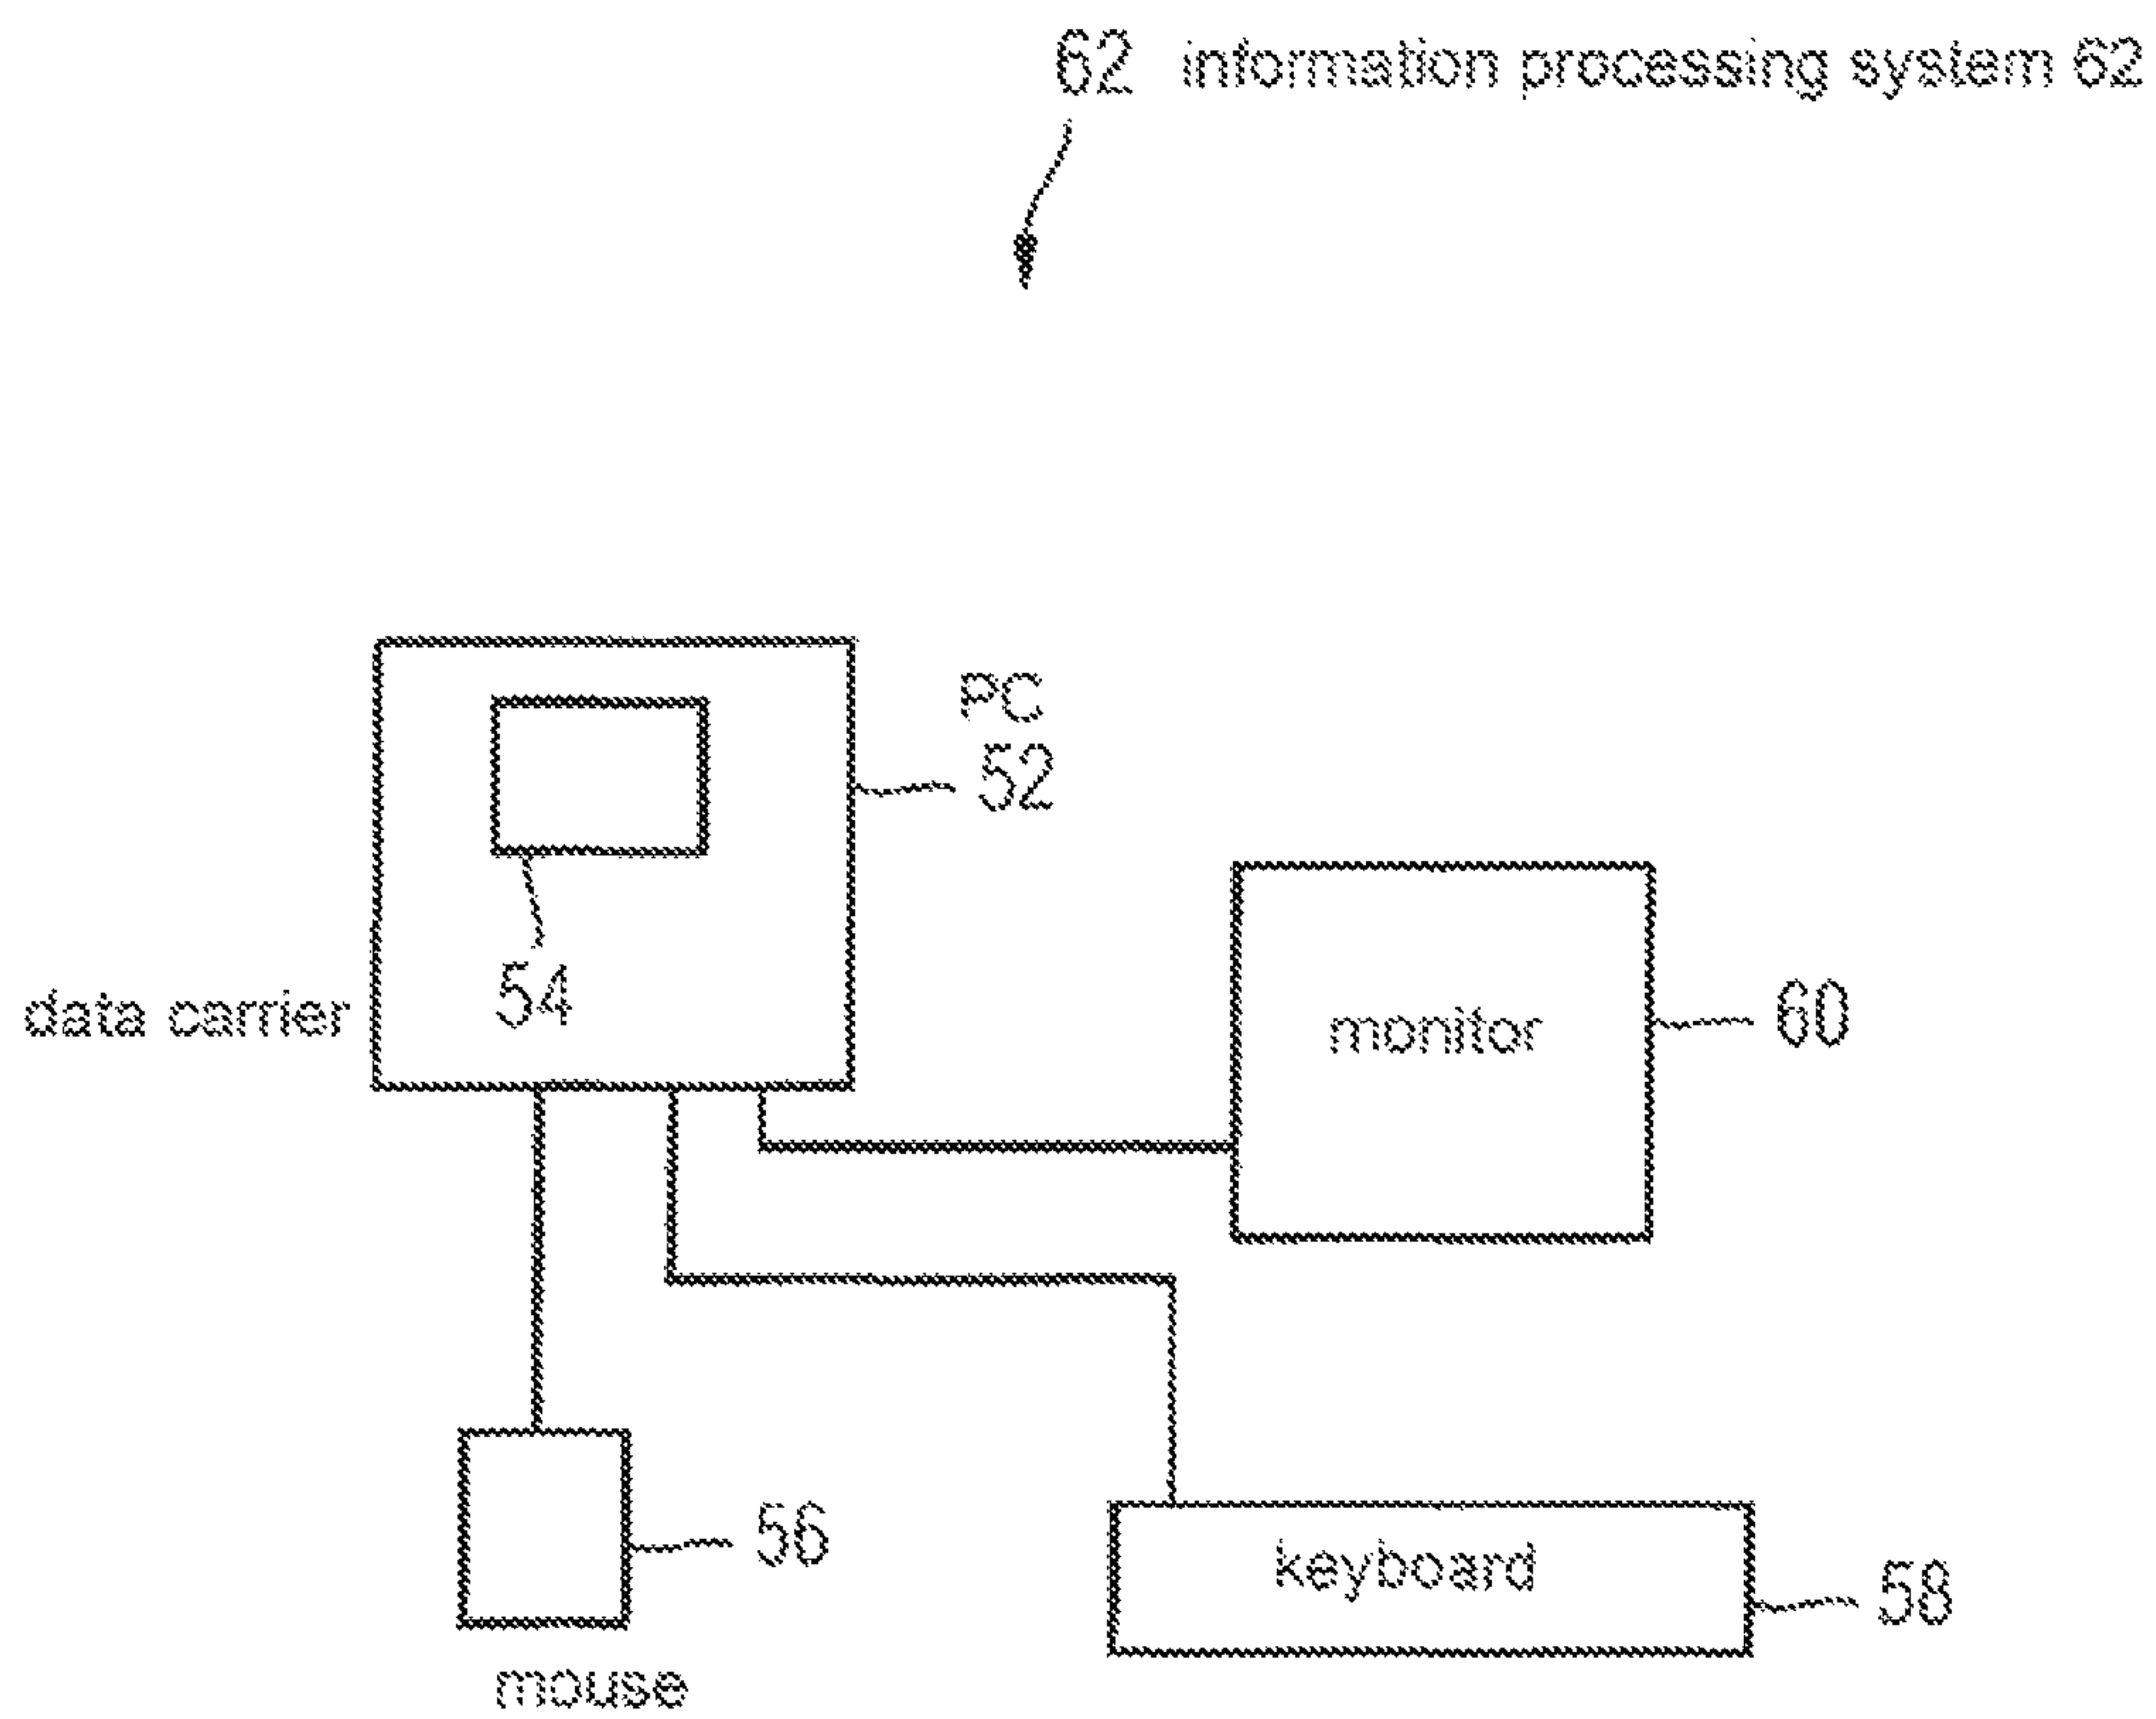 62 information processing system 62
PC
52
54
data carrier
monitor
60
56
keyboard
58
mouse